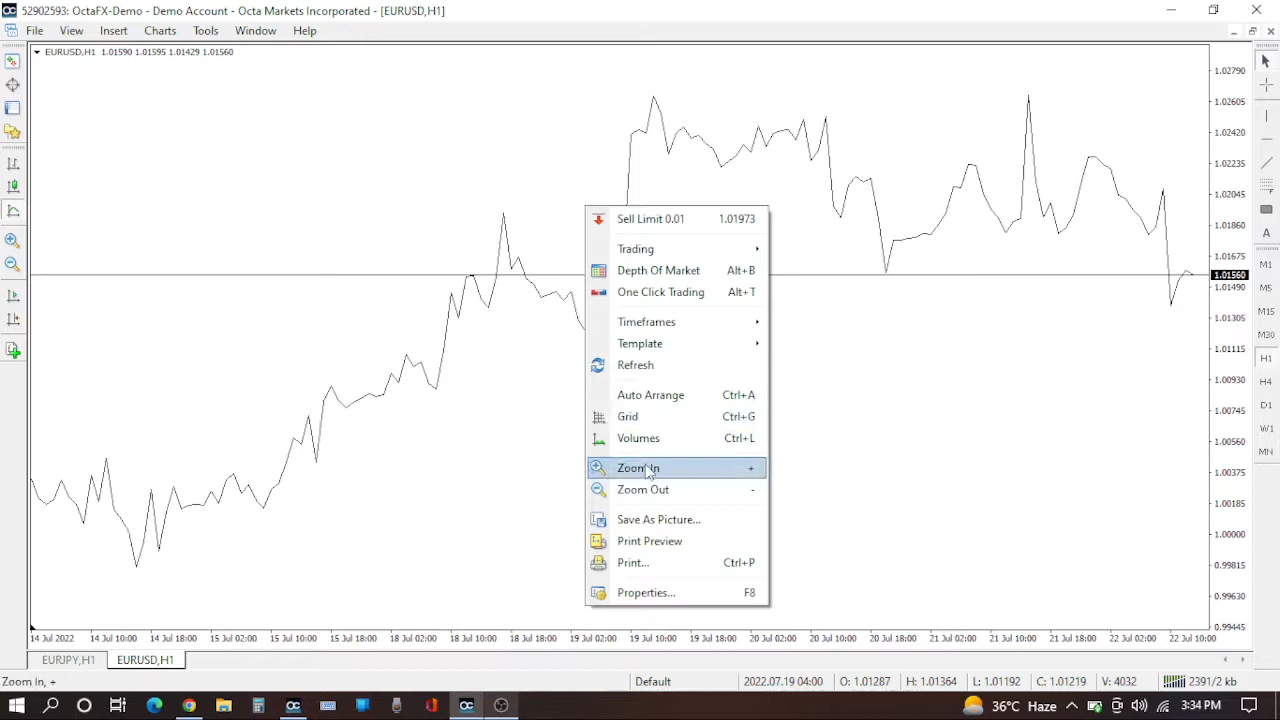 52902593: OctaFX-Demo - Demo Account - Octa Markets Incorporated - [EURUSD,H1]
File View Insert Charts Tools Window Help
EURUSD,H1 1.01590 1.01595 1.01429 1.01560
1.02790
1.02605
1.02420
1.02235
1.02045
1.01860
1.01675
1.01560
1.01490
1.01305
1.01115
1.00930
1.00745
1.00560
1.00375
1.00185
1.00000
0.99815
0.99630
0.99445
A
M1
M5
M15
M30
H1
H4
D1
W1
MN
Sell Limit 0.01 1.01973
Trading
Depth Of Market Alt+B
One Click Trading Alt+T
Timeframes
Template
Refresh
Auto Arrange Ctrl+A
Grid Ctrl+G
Volumes Ctrl+L
Zoom In +
Zoom Out -
Save As Picture...
Print Preview
Print... Ctrl+P
Properties... F8
14 Jul 2022 14 Jul 10:00 14 Jul 18:00 15 Jul 02:00 15 Jul 10:00 15 Jul 18:00 18 Jul 02:00 18 Jul 10:00 18 Jul 18:00 19 Jul 02:00 19 Jul 10:00 19 Jul 18:00 20 Jul 02:00 20 Jul 10:00 20 Jul 18:00 21 Jul 02:00 21 Jul 10:00 21 Jul 18:00 22 Jul 02:00 22 Jul 10:00
EURJPY,H1 EURUSD,H1
Zoom In, + Default 2022.07.19 04:00 O: 1.01287 H: 1.01364 L: 1.01192 C: 1.01219 V: 4032 2391/2 kb
36°C Haze 3:34 PM